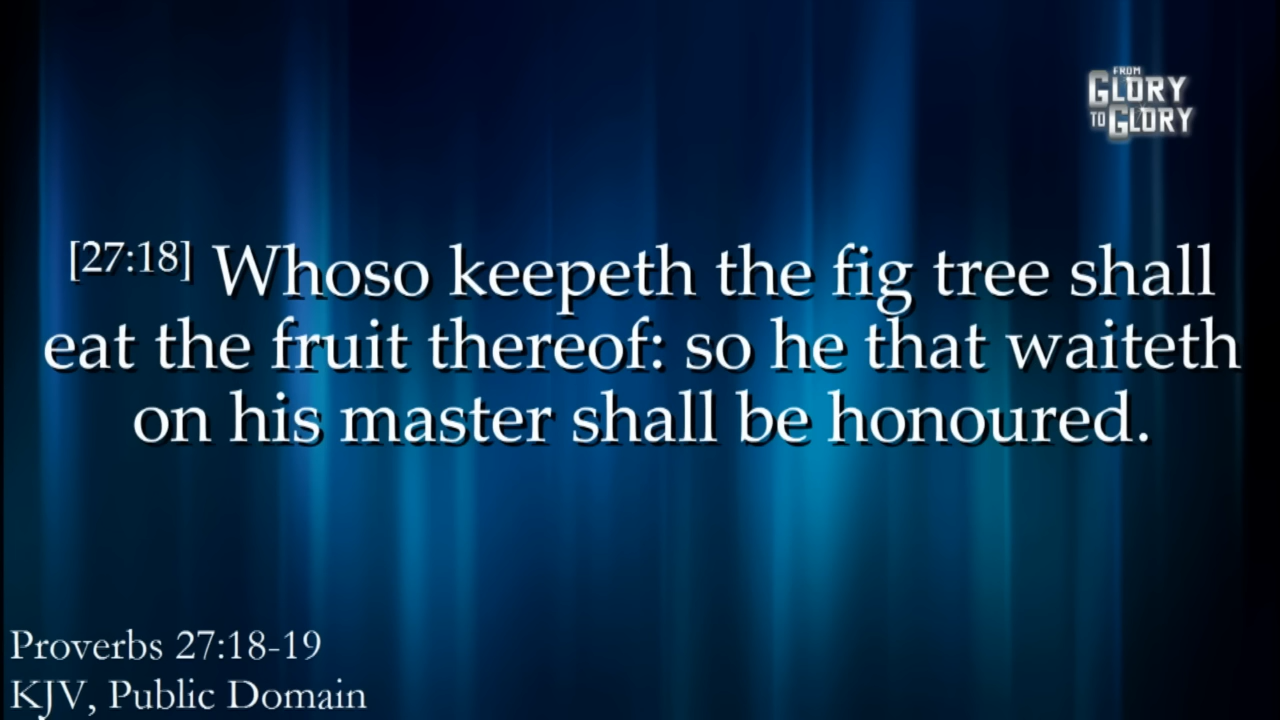 FROM
GLORY
TO GLORY
[27:18] Whoso keepeth the fig tree shall
eat the fruit thereof: so he that waiteth
on his master shall be honoured.
Proverbs 27:18-19
KJV, Public Domain